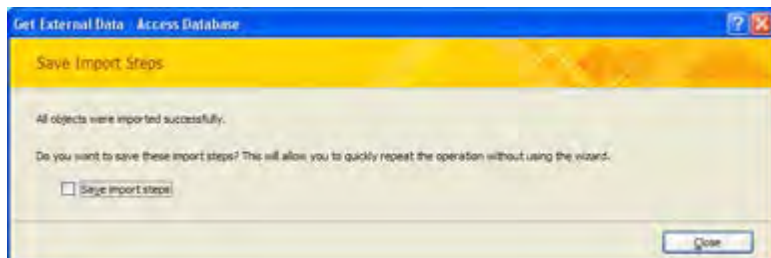 Get External Data - Access Database
Save Import Steps
All objects were imported successfully.
Do you want to save these import steps? This will allow you to quickly repeat the operation without using the wizard.
Save import steps
Close